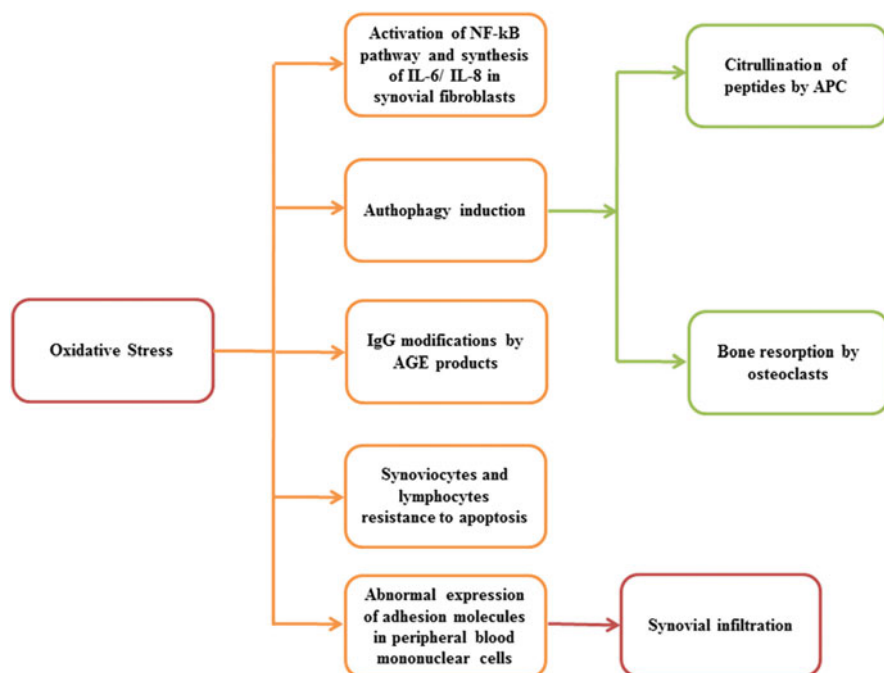 Activation of NF-kB
pathway and synthesis
of IL-6/ IL-8 in
synovial fibroblasts
Citrullination of
peptides by APC
Authophagy induction
Oxidative Stress
IgG modifications by
AGE products
Bone resorption by
osteoclasts
Synoviocytes and
lymphocytes
resistance to apoptosis
Abnormal expression
of adhesion molecules
in peripheral blood
mononuclear cells
Synovial infiltration